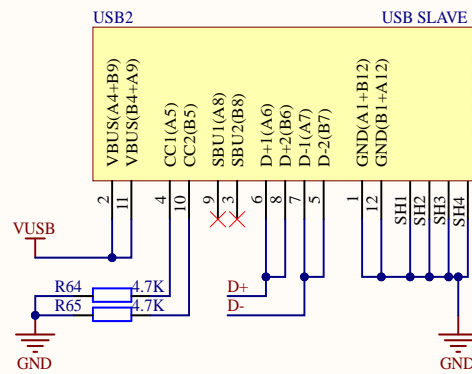 USB2 USB SLAVE
VBUS(A4+B9)
VBUS(B4+A9)
CC1(A5)
CC2(B5)
SBU1(A8)
SBU2(B8)
D+1(A6)
D+2(B6)
D-1(A7)
D-2(B7)
GND(A1+B12)
GND(B1+A12)
2 11 4 10 9 3 6 8 7 5 1 12 SH1 SH2 SH3 SH4
VUSB
R64 4.7K D+
R65 4.7K D-
GND GND